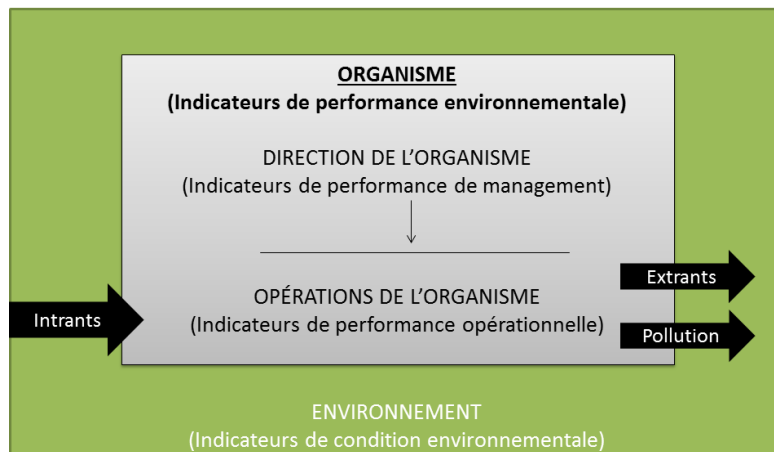 ORGANISME
(Indicateurs de performance environnementale)
DIRECTION DE L'ORGANISME
(Indicateurs de performance de management)
Intrants
OPÉRATIONS DE L'ORGANISME
(Indicateurs de performance opérationnelle)
Extrants
Pollution
ENVIRONNEMENT
(Indicateurs de condition environnementale)